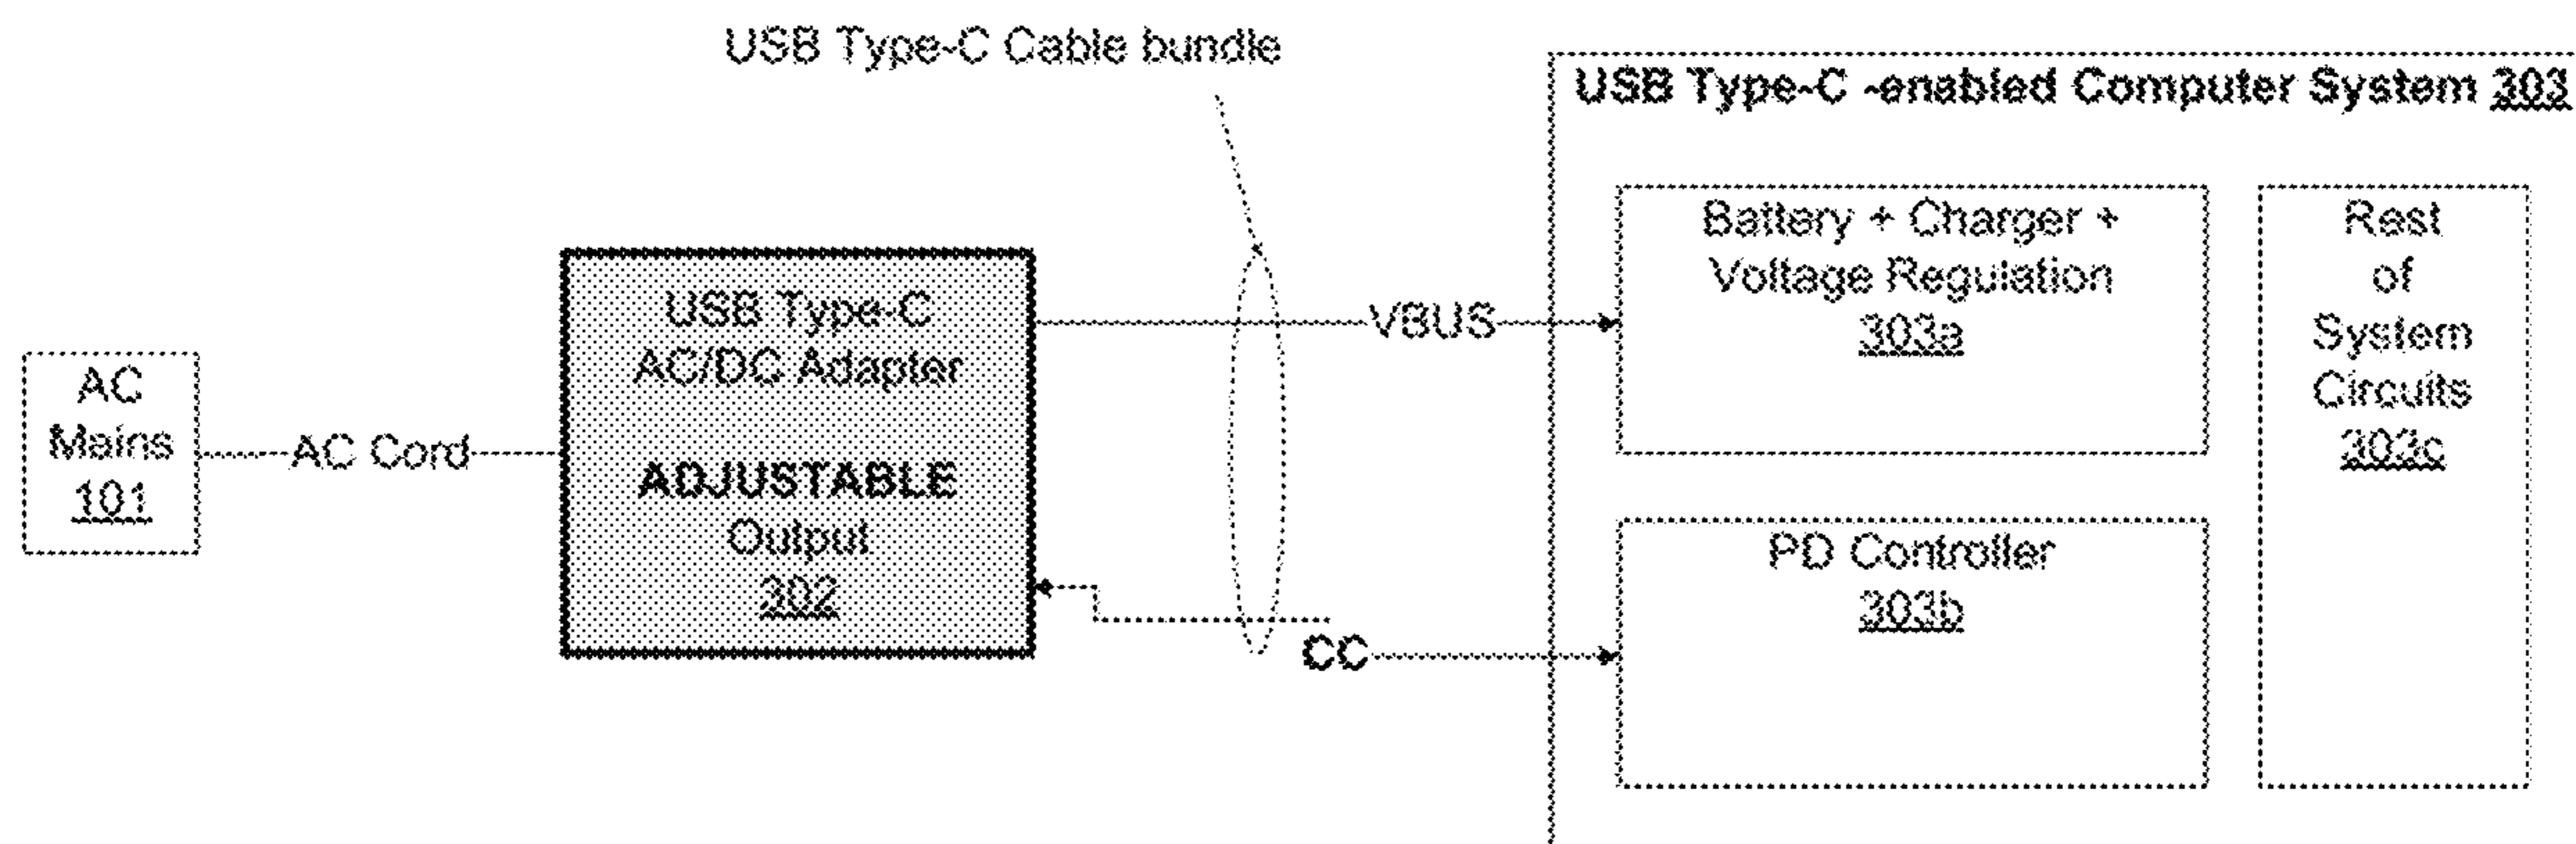 USB Type-C Cable bundle
USB Type-C -enabled Computer System 303
AC
Mains
101
AC Cord
USB Type-C
AC/DC Adapter
ADJUSTABLE
Output
302
VBUS
CC
Battery + Charger +
Voltage Regulation
303a
PD Controller
303b
Rest
of
System
Circuits
303c